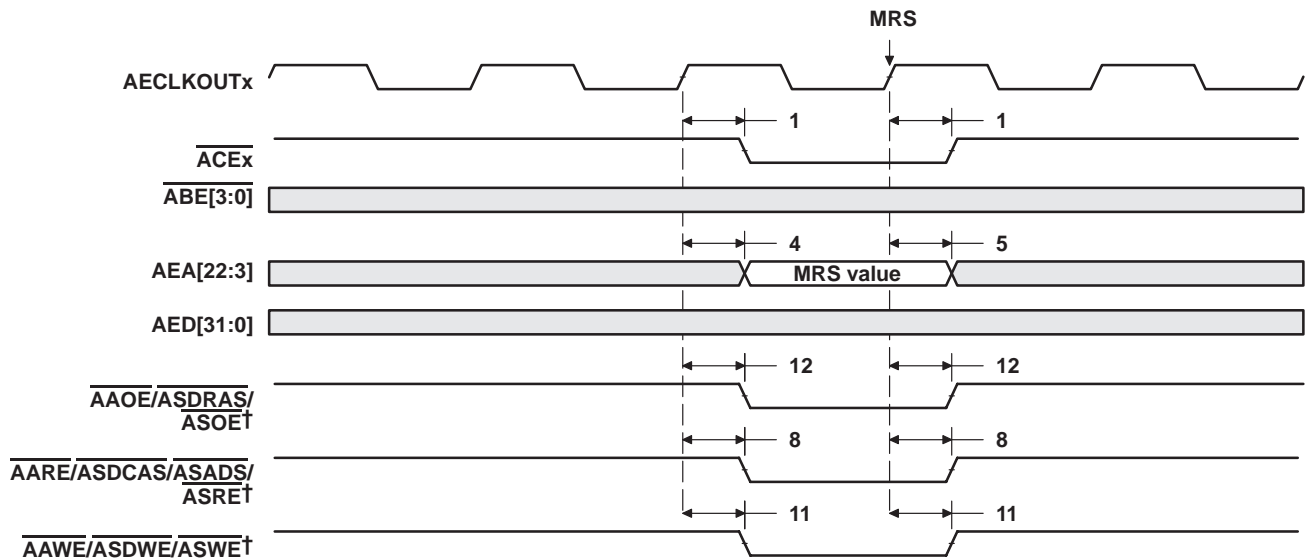 MRS
AECLKOUTx
1 1
ACEx
ABE[3:0]
4 5
AEA[22:3] MRS value
AED[31:0]
12 12
AAOE/ASDRAS/
ASOE†
8 8
AARE/ASDCAS/ASADS/
ASRE†
11 11
AAWE/ASDWE/ASWE†